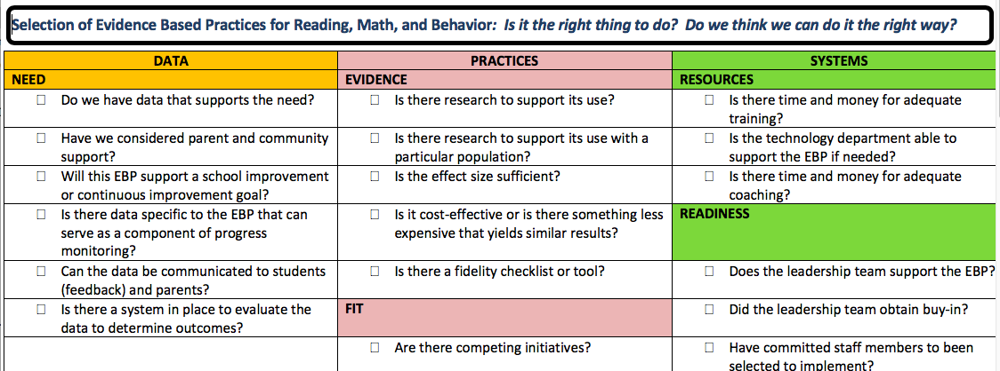 Selection of Evidence Based Practices for Reading, Math, and Behavior: Is it the right thing to do? Do we think we can do it the right way?
DATA
NEED
Do we have data that supports the need?
Have we considered parent and community
support?
Will this EBP support a school improvement
or continuous improvement goal?
Is there data specific to the EBP that can
serve as a component of progress
monitoring?
Can the data be communicated to students
(feedback) and parents?
Is there a system in place to evaluate the
data to determine outcomes?
PRACTICES
EVIDENCE
Is there research to support its use?
Is there research to support its use with a
particular population?
Is the effect size sufficient?
Is it cost-effective or is there something less
expensive that yields similar results?
Is there a fidelity checklist or tool?
FIT
Are there competing initiatives?
SYSTEMS
RESOURCES
Is there time and money for adequate
training?
Is the technology department able to
support the EBP if needed?
Is there time and money for adequate
coaching?
READINESS
Does the leadership team support the EBP?
Did the leadership team obtain buy-in?
Have committed staff members to been
selected to implement?